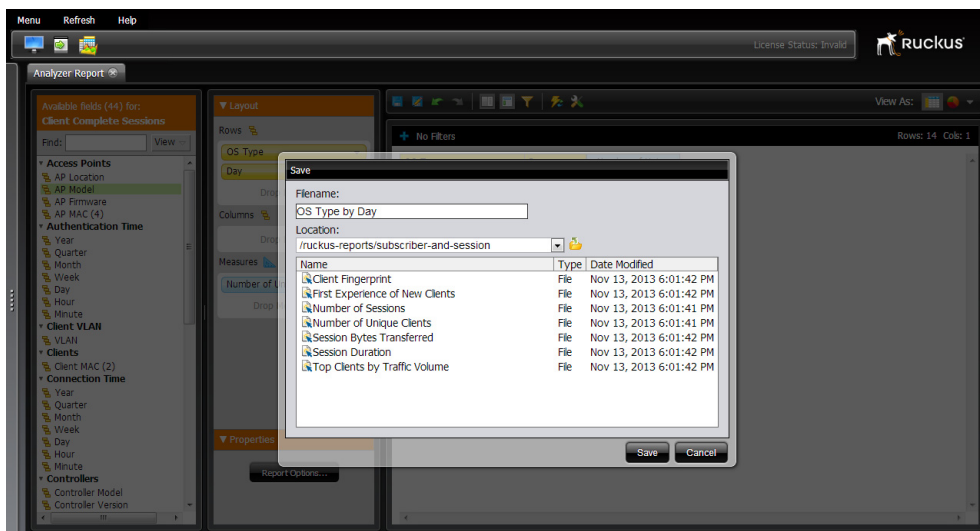 Menu Refresh Help
License Status: Invalid
Ruckus
Analyzer Report
Available fields (44) for:
Client Complete Sessions
Find:
View
Access Points
AP Location
AP Model
AP Firmware
AP MAC (4)
Authentication Time
Year
Quarter
Month
Week
Day
Hour
Minute
Client VLAN
VLAN
Clients
Client MAC (2)
Connection Time
Year
Quarter
Month
Week
Day
Hour
Minute
Controllers
Controller Model
Controller Version
Layout
Rows
OS Type
Day
Drop
Columns
Drop
Measures
Number of Un
Drop
Properties
Report Options...
View As:
No Filters
Rows: 14 Cols: 1
Save
Filename:
OS Type by Day
Location:
/ruckus-reports/subscriber-and-session
Name Type Date Modified
Client Fingerprint File Nov 13, 2013 6:01:42 PM
First Experience of New Clients File Nov 13, 2013 6:01:42 PM
Number of Sessions File Nov 13, 2013 6:01:41 PM
Number of Unique Clients File Nov 13, 2013 6:01:41 PM
Session Bytes Transferred File Nov 13, 2013 6:01:42 PM
Session Duration File Nov 13, 2013 6:01:42 PM
Top Clients by Traffic Volume File Nov 13, 2013 6:01:42 PM
Save Cancel